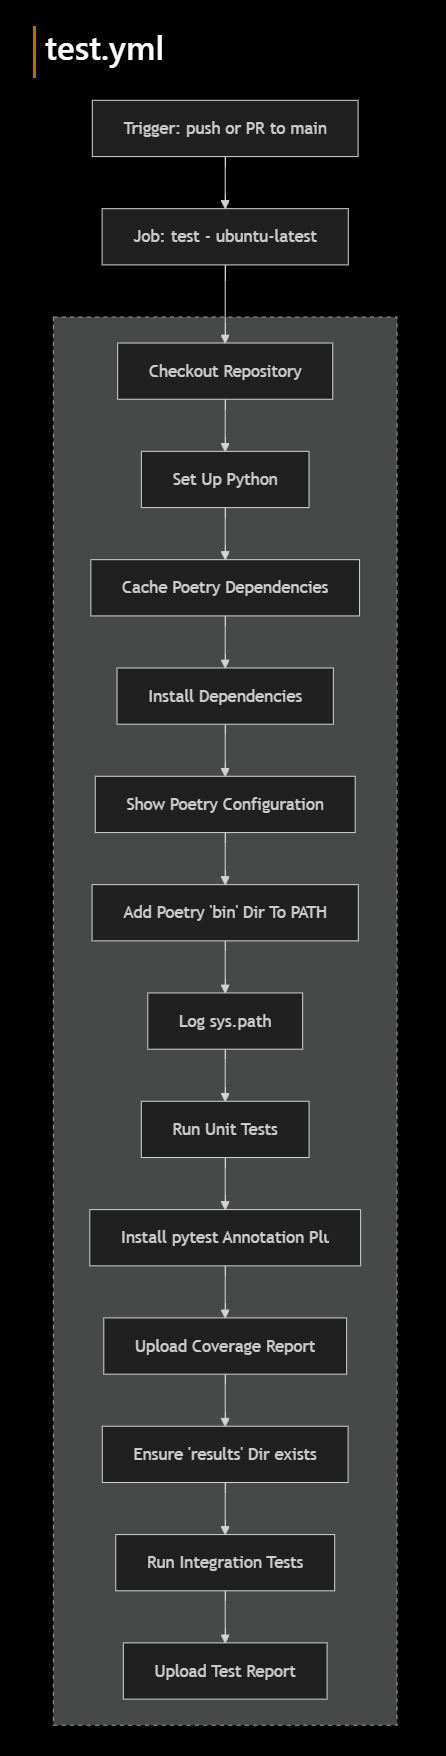 test.yml
Trigger: push or PR to main
Job: test - ubuntu-latest
Checkout Repository
Set Up Python
Cache Poetry Dependencies
Install Dependencies
Show Poetry Configuration
Add Poetry 'bin' Dir To PATH
Log sys.path
Run Unit Tests
Install pytest Annotation Plu
Upload Coverage Report
Ensure 'results' Dir exists
Run Integration Tests
Upload Test Report